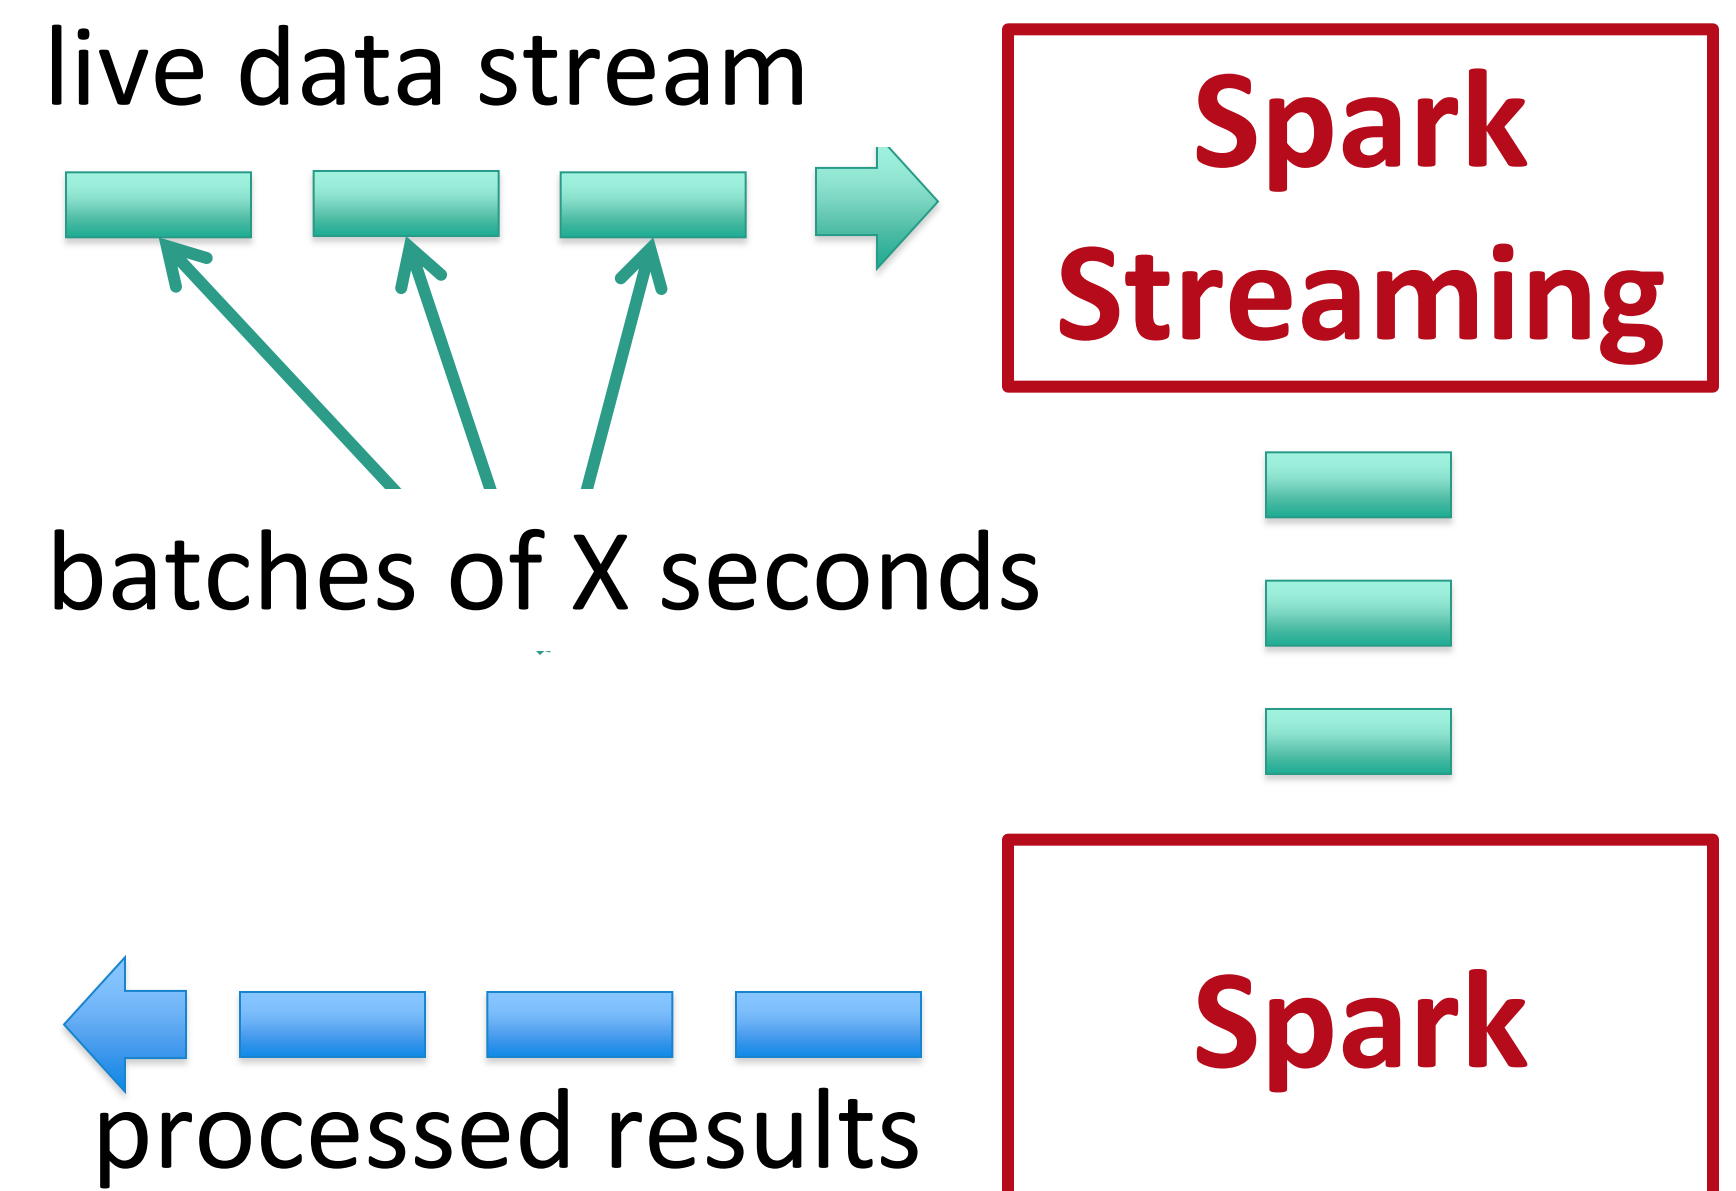 live data stream
Spark
Streaming
batches of X seconds
Spark
processed results